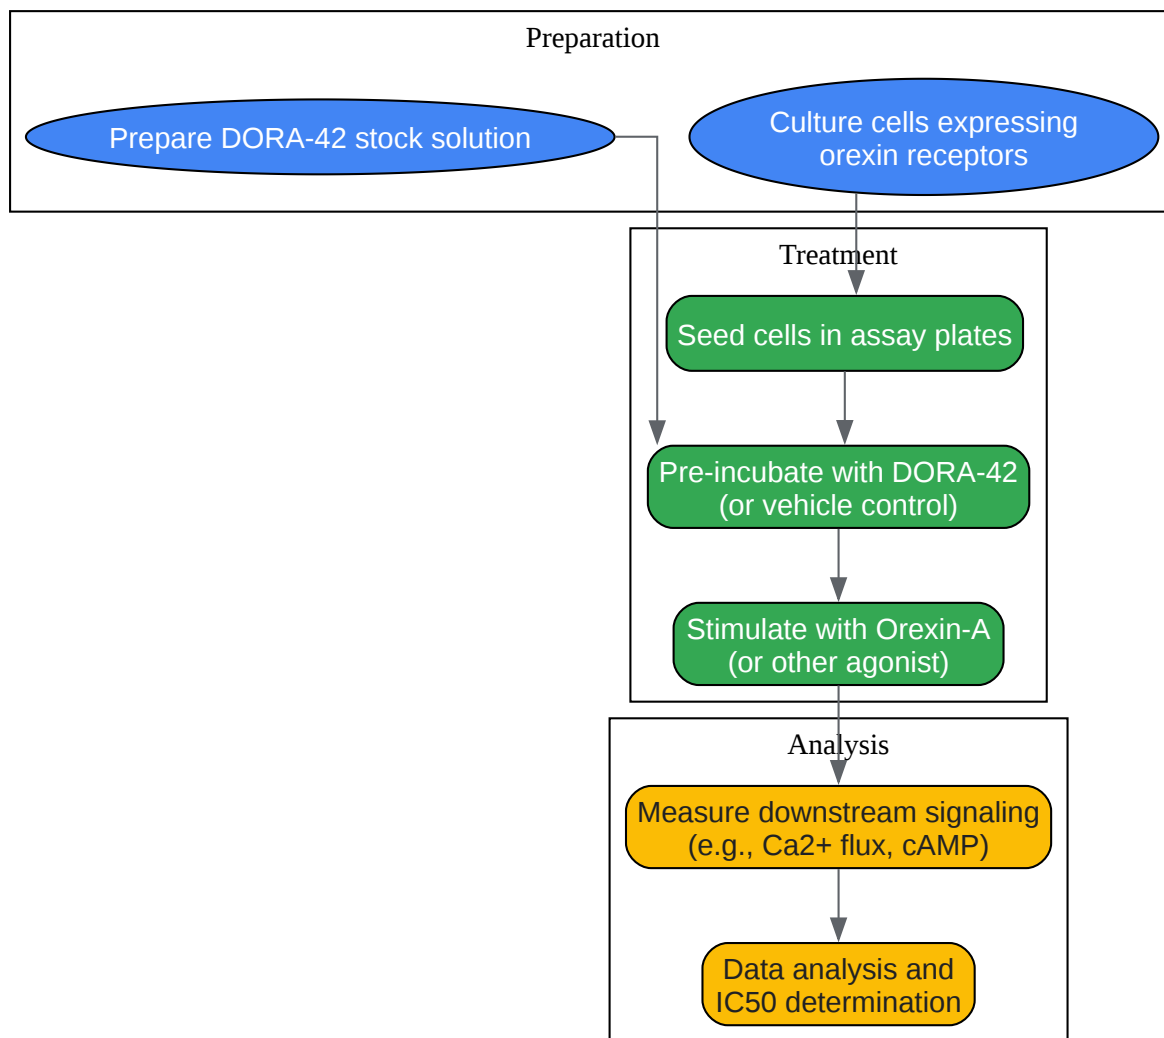 Preparation
Prepare DORA-42 stock solution
Culture cells expressing
orexin receptors
Treatment
Seed cells in assay plates
Pre-incubate with DORA-42
(or vehicle control)
Stimulate with Orexin-A
(or other agonist)
Analysis
Measure downstream signaling
(e.g., Ca2+ flux, cAMP)
Data analysis and
IC50 determination